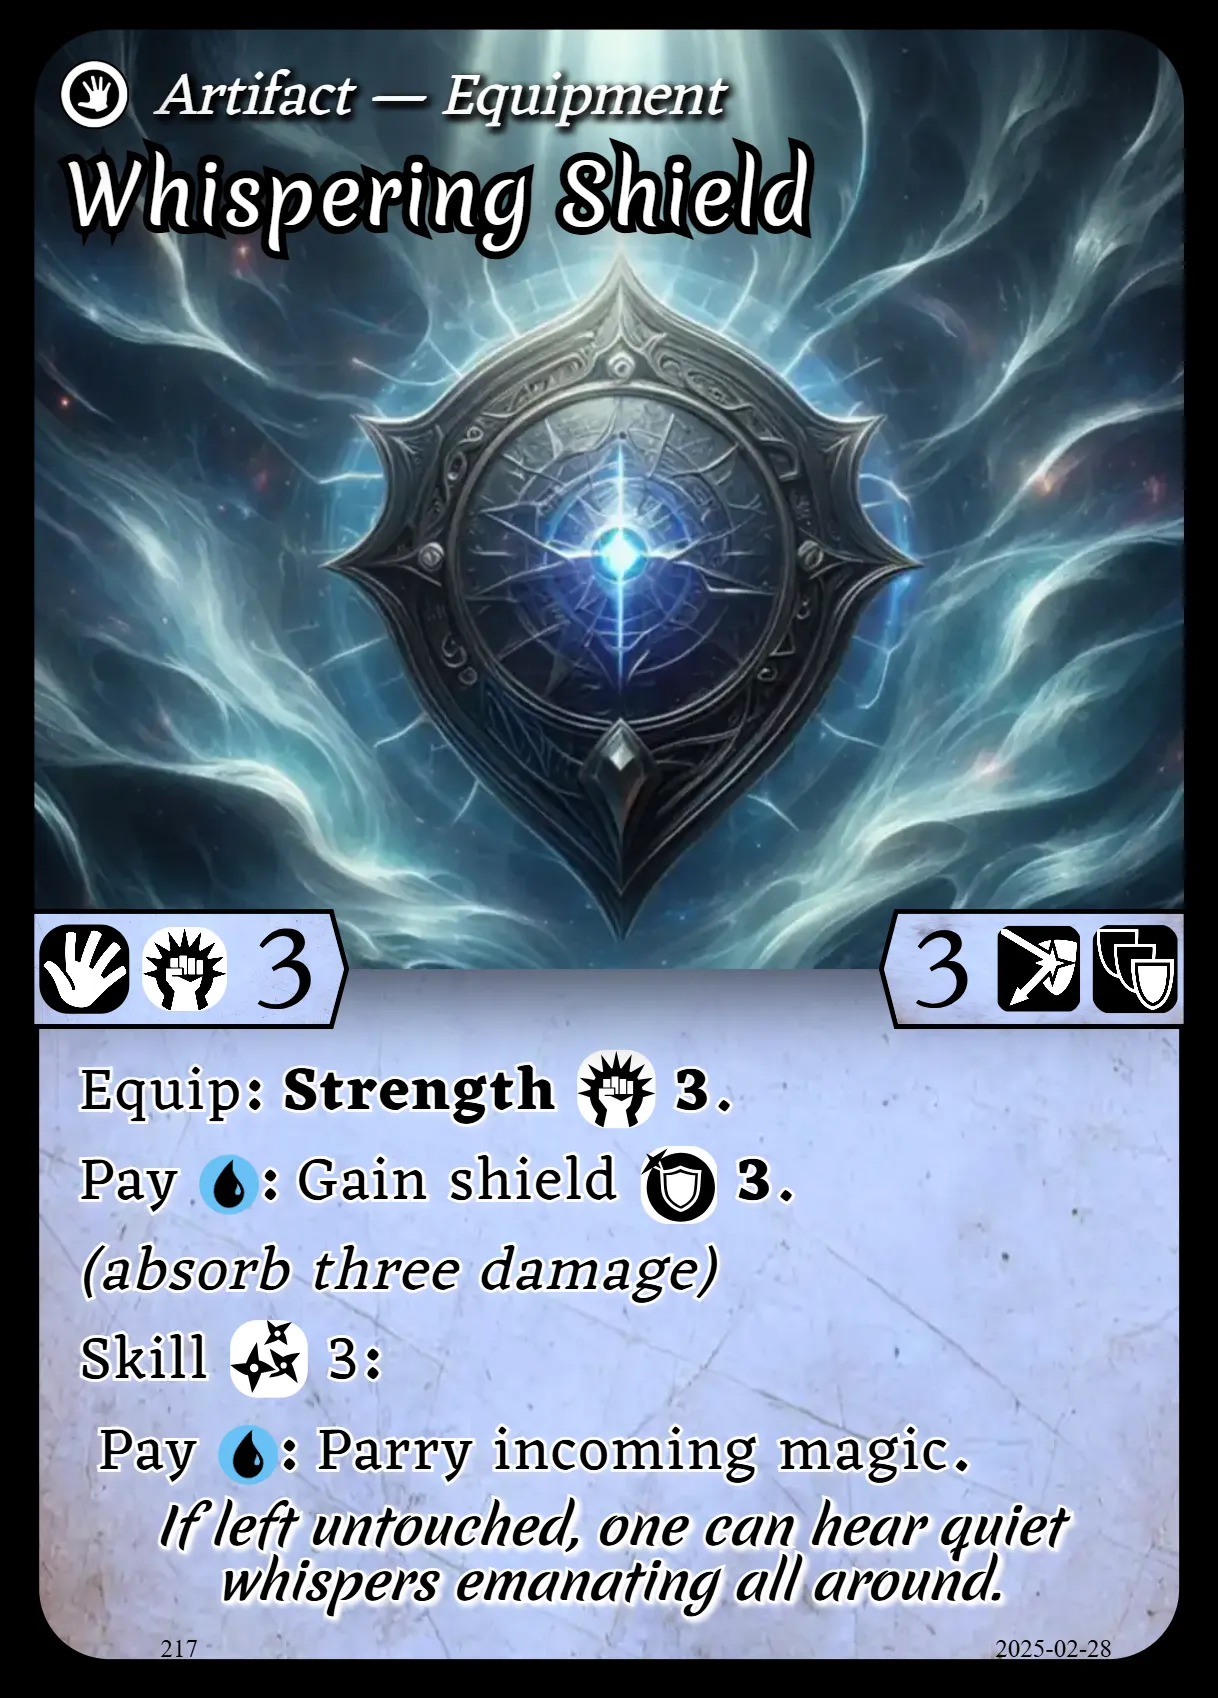 Artifact — Equipment
Whispering Shield
3
3
Equip: Strength 3.
Pay : Gain shield 3.
(absorb three damage)
Skill 3:
Pay : Parry incoming magic.
If left untouched, one can hear quiet
whispers emanating all around.
217
2025-02-28